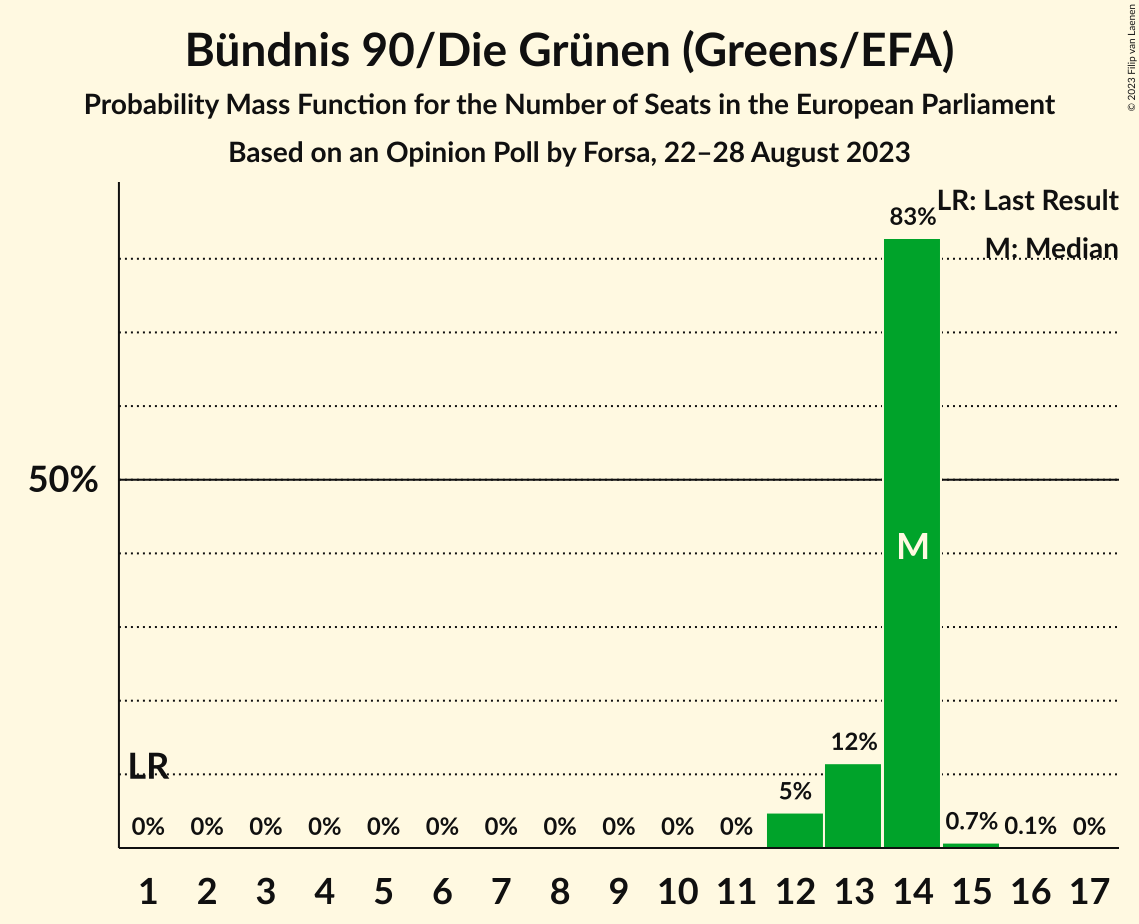 Bündnis 90/Die Grünen (Greens/EFA)
Probability Mass Function for the Number of Seats in the European Parliament
Based on an Opinion Poll by Forsa, 22–28 August 2023
© 2023 Filip van Laenen
LR: Last Result
M: Median
83%
50%
M
LR
12%
5%
0% 0% 0% 0% 0% 0% 0% 0% 0% 0% 0% 0.7% 0.1% 0%
1 2 3 4 5 6 7 8 9 10 11 12 13 14 15 16 17